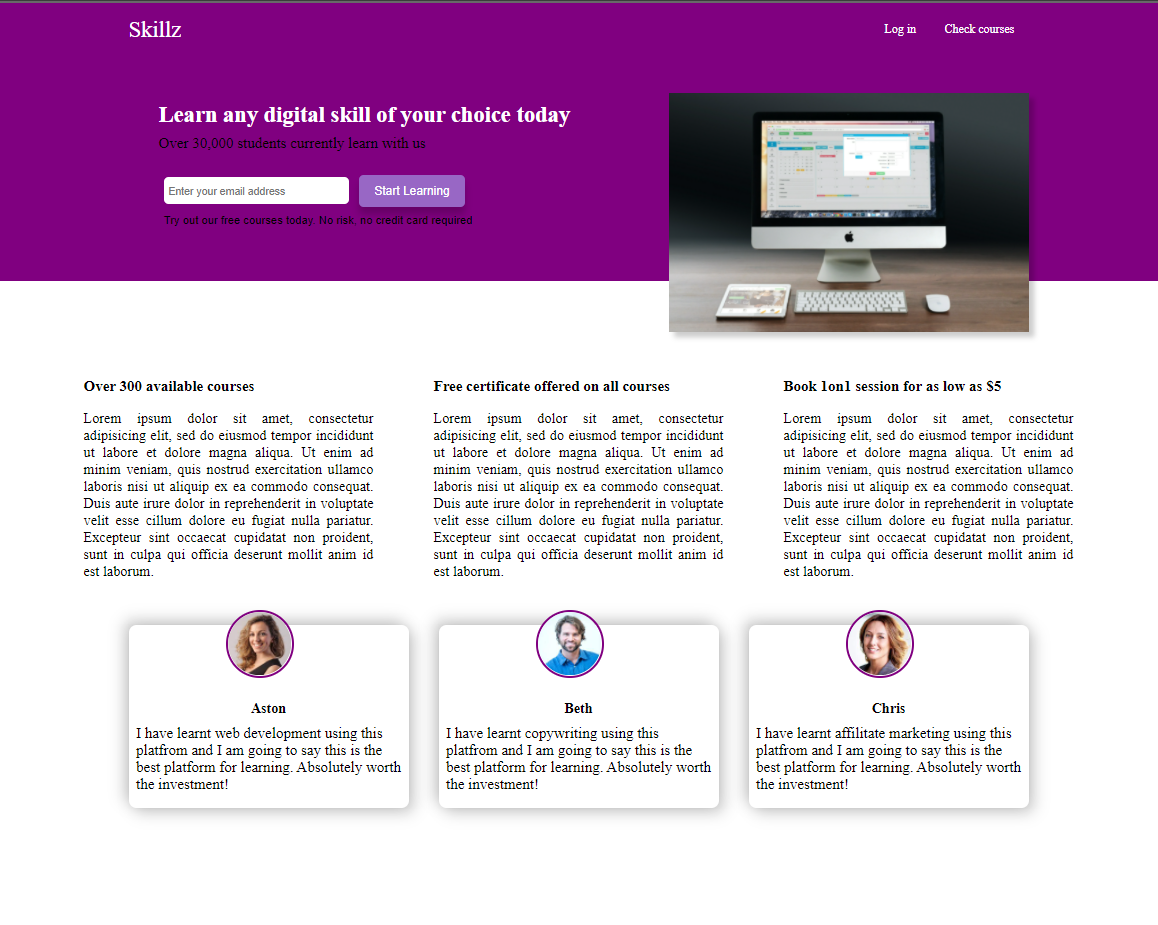 Skillz
Log in
Check courses
Learn any digital skill of your choice today
Over 30,000 students currently learn with us
Enter your email address
Start Learning
Try out our free courses today. No risk, no credit card required
Over 300 available courses
Lorem ipsum dolor sit amet, consectetur
adipisicing elit, sed do eiusmod tempor incididunt
ut labore et dolore magna aliqua. Ut enim ad
minim veniam, quis nostrud exercitation ullamco
laboris nisi ut aliquip ex ea commodo consequat.
Duis aute irure dolor in reprehenderit in voluptate
velit esse cillum dolore eu fugiat nulla pariatur.
Excepteur sint occaecat cupidatat non proident,
sunt in culpa qui officia deserunt mollit anim id
est laborum.
Free certificate offered on all courses
Lorem ipsum dolor sit amet, consectetur
adipisicing elit, sed do eiusmod tempor incididunt
ut labore et dolore magna aliqua. Ut enim ad
minim veniam, quis nostrud exercitation ullamco
laboris nisi ut aliquip ex ea commodo consequat.
Duis aute irure dolor in reprehenderit in voluptate
velit esse cillum dolore eu fugiat nulla pariatur.
Excepteur sint occaecat cupidatat non proident,
sunt in culpa qui officia deserunt mollit anim id
est laborum.
Book 1on1 session for as low as $5
Lorem ipsum dolor sit amet, consectetur
adipisicing elit, sed do eiusmod tempor incididunt
ut labore et dolore magna aliqua. Ut enim ad
minim veniam, quis nostrud exercitation ullamco
laboris nisi ut aliquip ex ea commodo consequat.
Duis aute irure dolor in reprehenderit in voluptate
velit esse cillum dolore eu fugiat nulla pariatur.
Excepteur sint occaecat cupidatat non proident,
sunt in culpa qui officia deserunt mollit anim id
est laborum.
Aston
I have learnt web development using this
platfrom and I am going to say this is the
best platform for learning. Absolutely worth
the investment!
Beth
I have learnt copywriting using this
platfrom and I am going to say this is the
best platform for learning. Absolutely worth
the investment!
Chris
I have learnt affilitate marketing using this
platfrom and I am going to say this is the
best platform for learning. Absolutely worth
the investment!